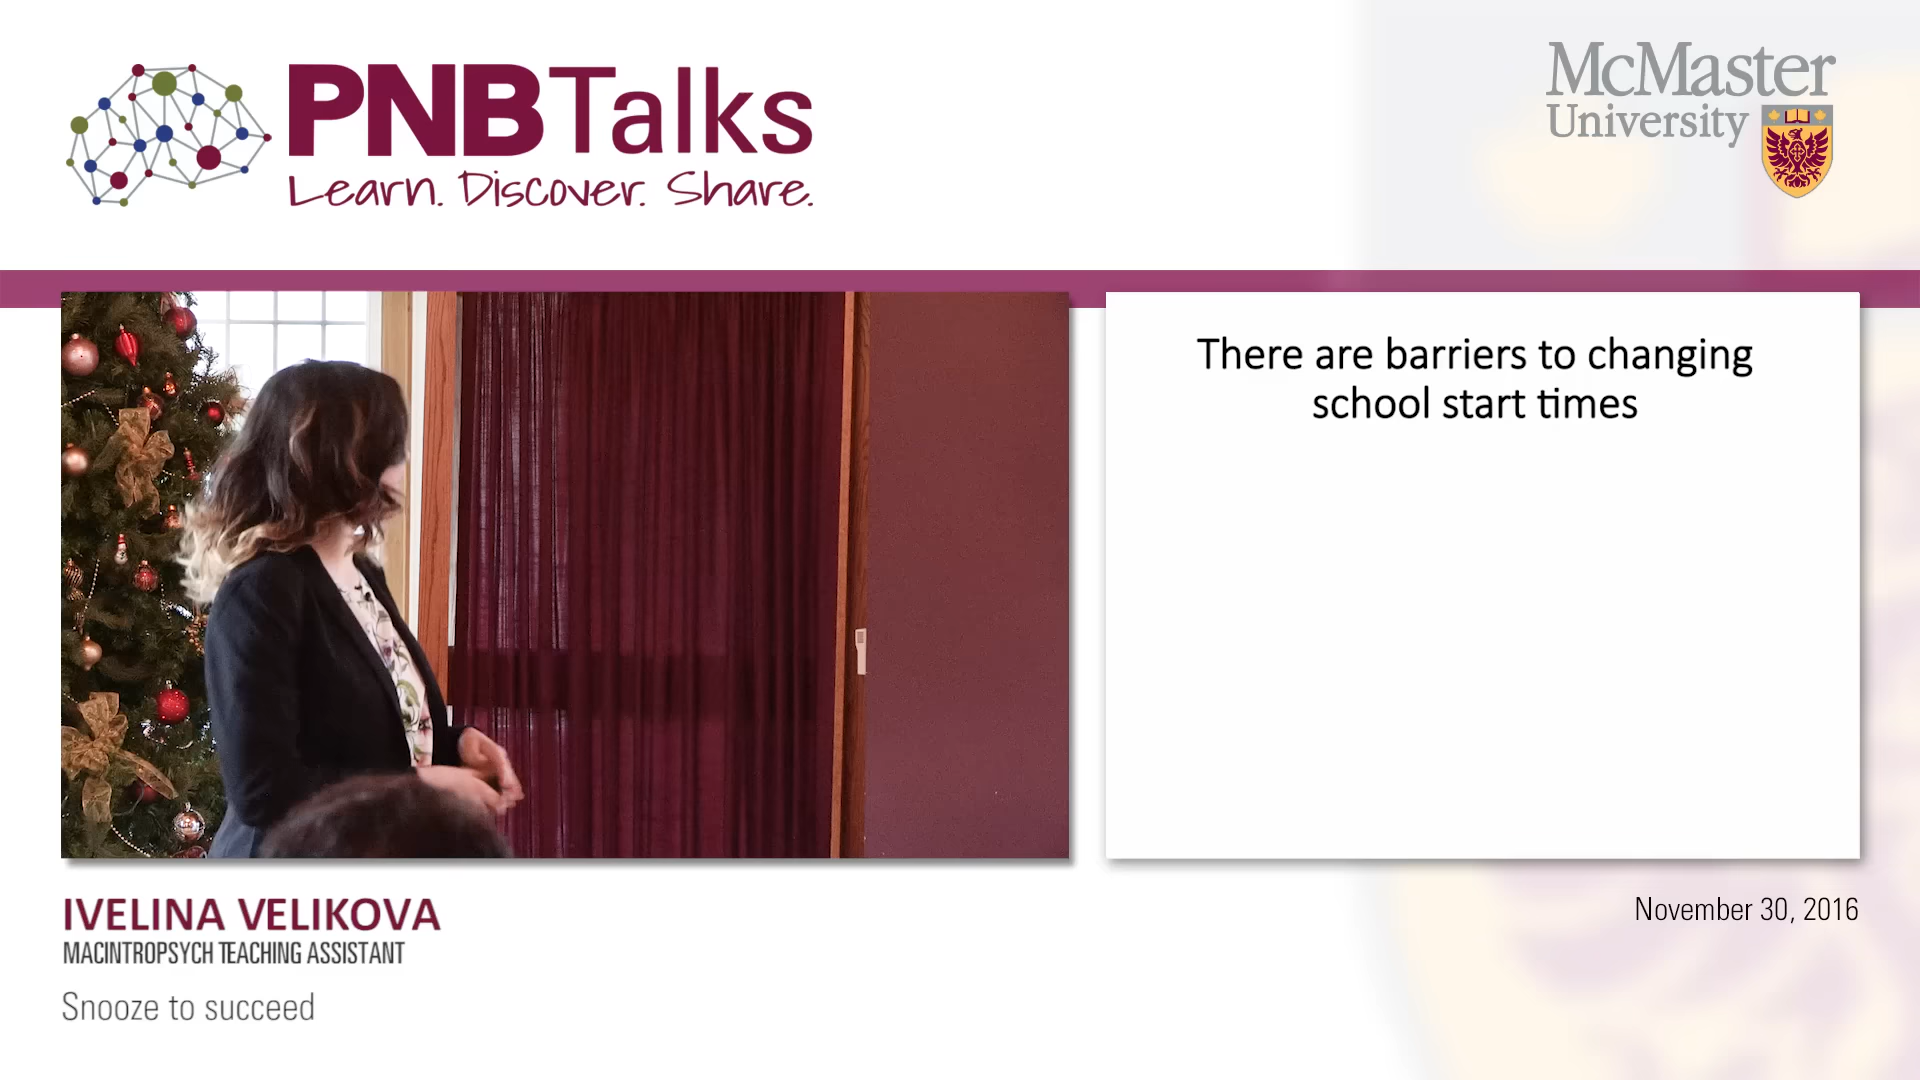 PNBTalks
Learn. Discover. Share.
McMaster
University
There are barriers to changing
school start times
IVELINA VELIKOVA
MACINTROPSYCH TEACHING ASSISTANT
Snooze to succeed
November 30, 2016